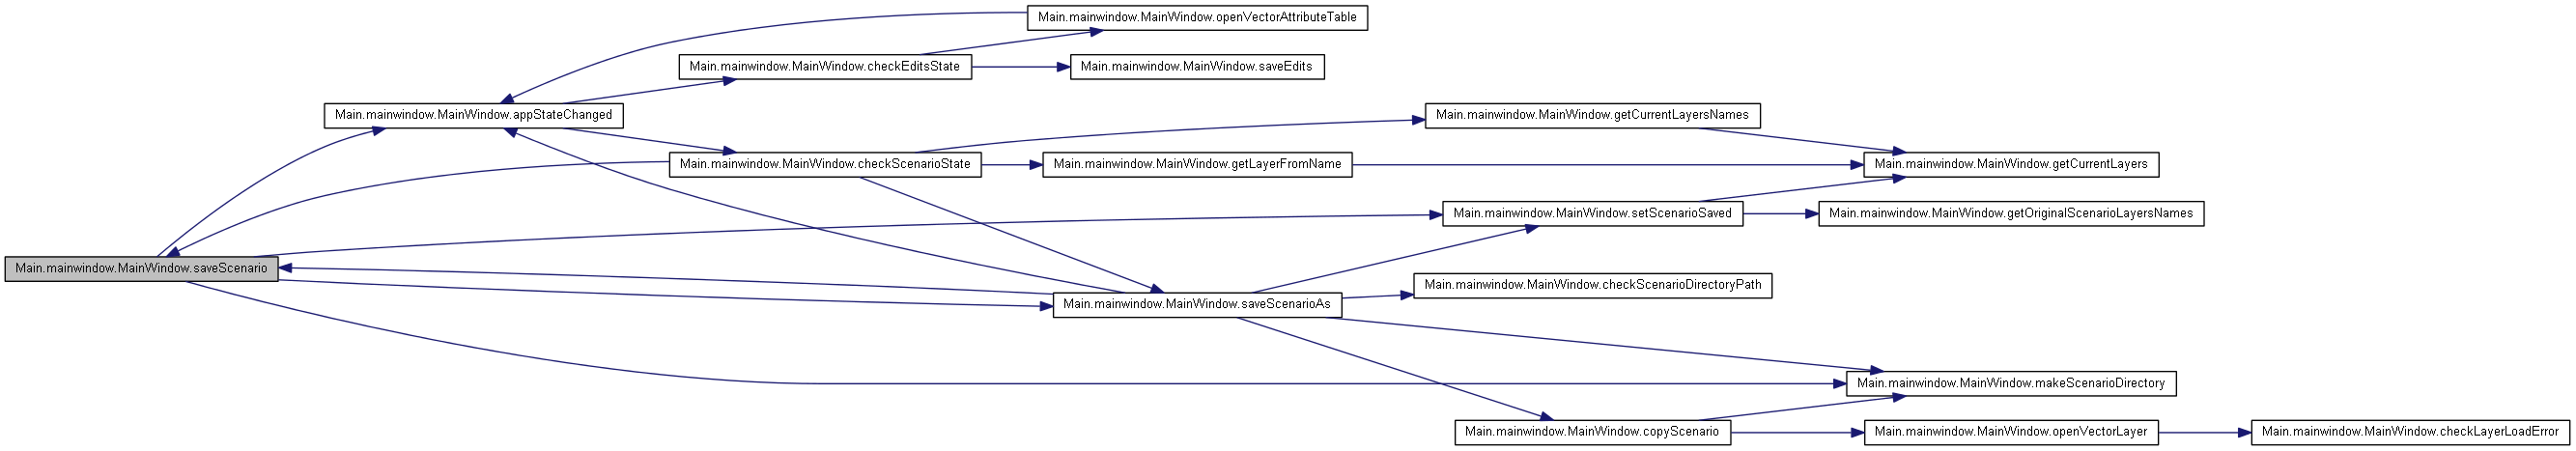 Main.mainwindow.MainWindow.openVectorAttributeTable
Main.mainwindow.MainWindow.checkEditsState
Main.mainwindow.MainWindow.saveEdits
Main.mainwindow.MainWindow.appStateChanged
Main.mainwindow.MainWindow.getCurrentLayersNames
Main.mainwindow.MainWindow.checkScenarioState
Main.mainwindow.MainWindow.getLayerFromName
Main.mainwindow.MainWindow.getCurrentLayers
Main.mainwindow.MainWindow.setScenarioSaved
Main.mainwindow.MainWindow.getOriginalScenarioLayersNames
Main.mainwindow.MainWindow.saveScenario
Main.mainwindow.MainWindow.checkScenarioDirectoryPath
Main.mainwindow.MainWindow.saveScenarioAs
Main.mainwindow.MainWindow.makeScenarioDirectory
Main.mainwindow.MainWindow.copyScenario
Main.mainwindow.MainWindow.openVectorLayer
Main.mainwindow.MainWindow.checkLayerLoadError